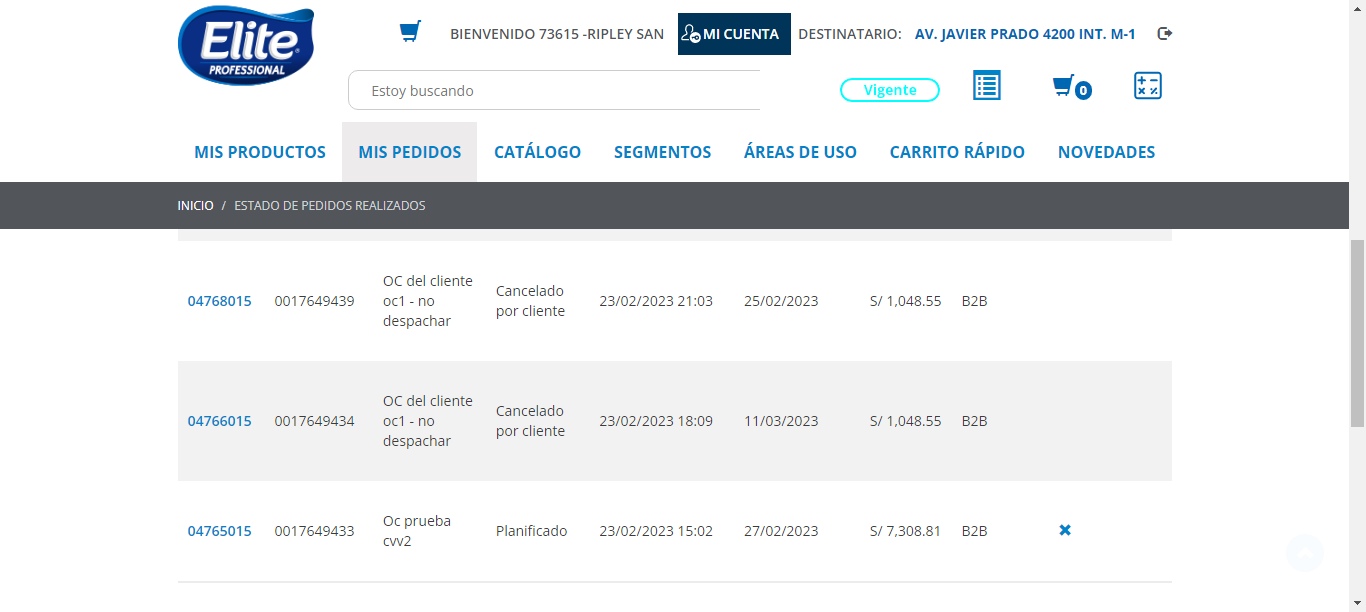 Elite
PROFESSIONAL
BIENVENIDO 73615 -RIPLEY SAN
MI CUENTA
DESTINATARIO:
AV. JAVIER PRADO 4200 INT. M-1
Estoy buscando
Vigente
0
MIS PRODUCTOS
MIS PEDIDOS
CATÁLOGO
SEGMENTOS
ÁREAS DE USO
CARRITO RÁPIDO
NOVEDADES
INICIO / ESTADO DE PEDIDOS REALIZADOS
04768015
0017649439
OC del cliente
oc1 - no
despachar
Cancelado
por cliente
23/02/2023 21:03
25/02/2023
S/ 1,048.55
B2B
04766015
0017649434
OC del cliente
oc1 - no
despachar
Cancelado
por cliente
23/02/2023 18:09
11/03/2023
S/ 1,048.55
B2B
04765015
0017649433
Oc prueba
cvv2
Planificado
23/02/2023 15:02
27/02/2023
S/ 7,308.81
B2B